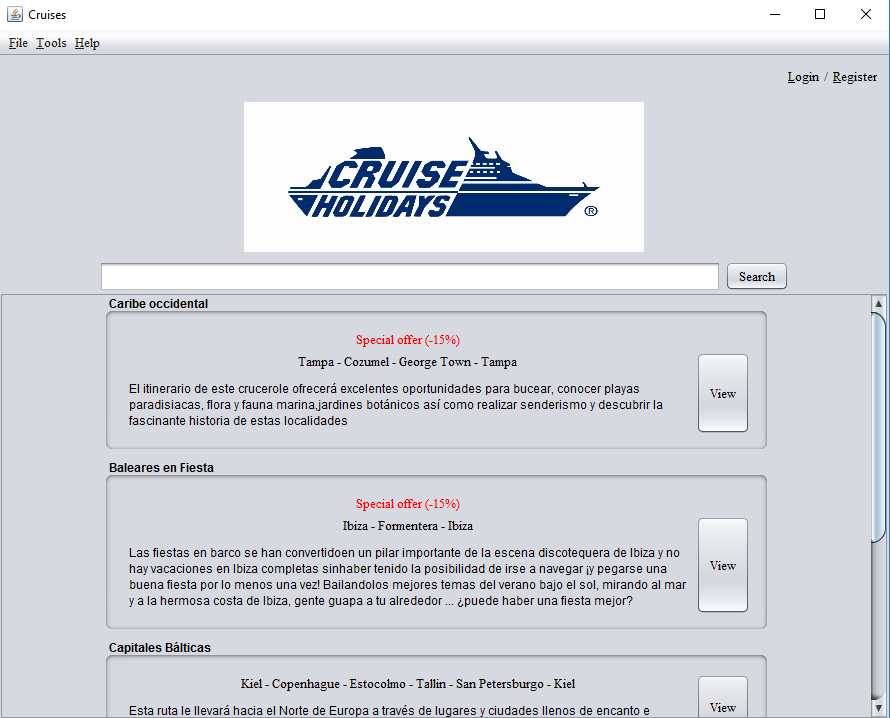 Cruises
File Tools Help
Login / Register
CRUISE
HOLIDAYS
®
Search
Caribe occidental
Special offer (-15%)
Tampa - Cozumel - George Town - Tampa
El itinerario de este crucerole ofrecerá excelentes oportunidades para bucear, conocer playas
paradisiacas, flora y fauna marina,jardines botánicos así como realizar senderismo y descubrir la
fascinante historia de estas localidades
View
Baleares en Fiesta
Special offer (-15%)
Ibiza - Formentera - Ibiza
Las fiestas en barco se han convertidoen un pilar importante de la escena discotequera de Ibiza y no
hay vacaciones en Ibiza completas sinhaber tenido la posibilidad de irse a navegar ¡y pegarse una
buena fiesta por lo menos una vez! Bailandolos mejores temas del verano bajo el sol, mirando al mar
y a la hermosa costa de Ibiza, gente guapa a tu alrededor ... ¿puede haber una fiesta mejor?
View
Capitales Bálticas
Kiel - Copenhague - Estocolmo - Tallin - San Petersburgo - Kiel
Esta ruta le llevará hacia el Norte de Europa a través de lugares y ciudades llenos de encanto e
View